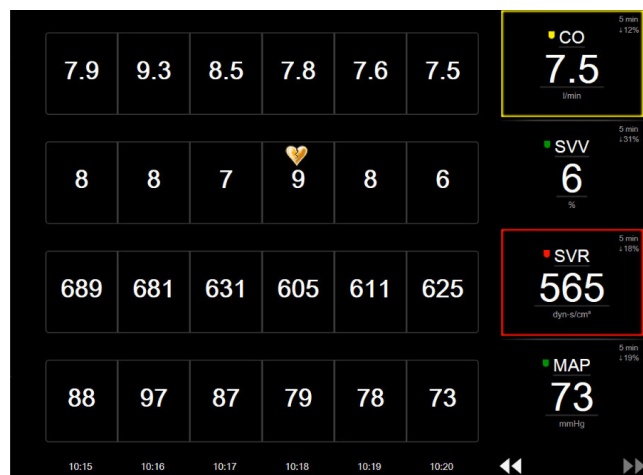 7.9 9.3 8.5 7.8 7.6 7.5
5 min
↓12%
CO
7.5
l/min
8 8 7 9 8 6
5 min
↓31%
SVV
6
%
689 681 631 605 611 625
5 min
↓18%
SVR
565
dyn-s/cm⁵
88 97 87 79 78 73
5 min
↓19%
MAP
73
mmHg
10:15 10:16 10:17 10:18 10:19 10:20